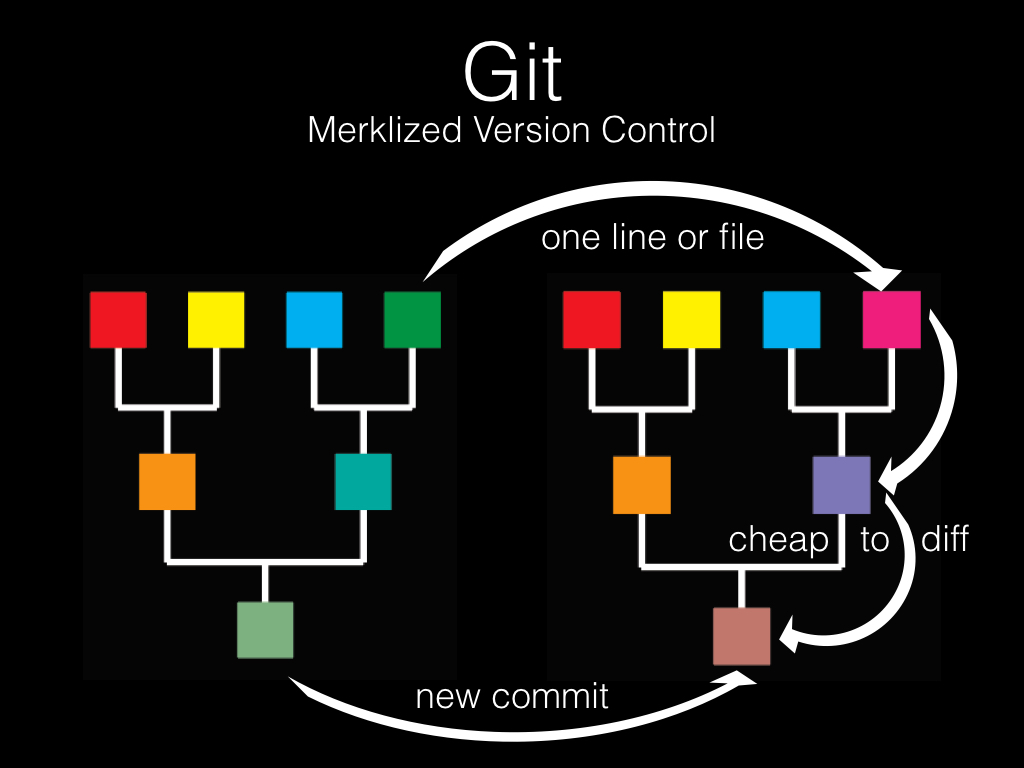 Git
Merklized Version Control
one line or file
cheap to diff
new commit